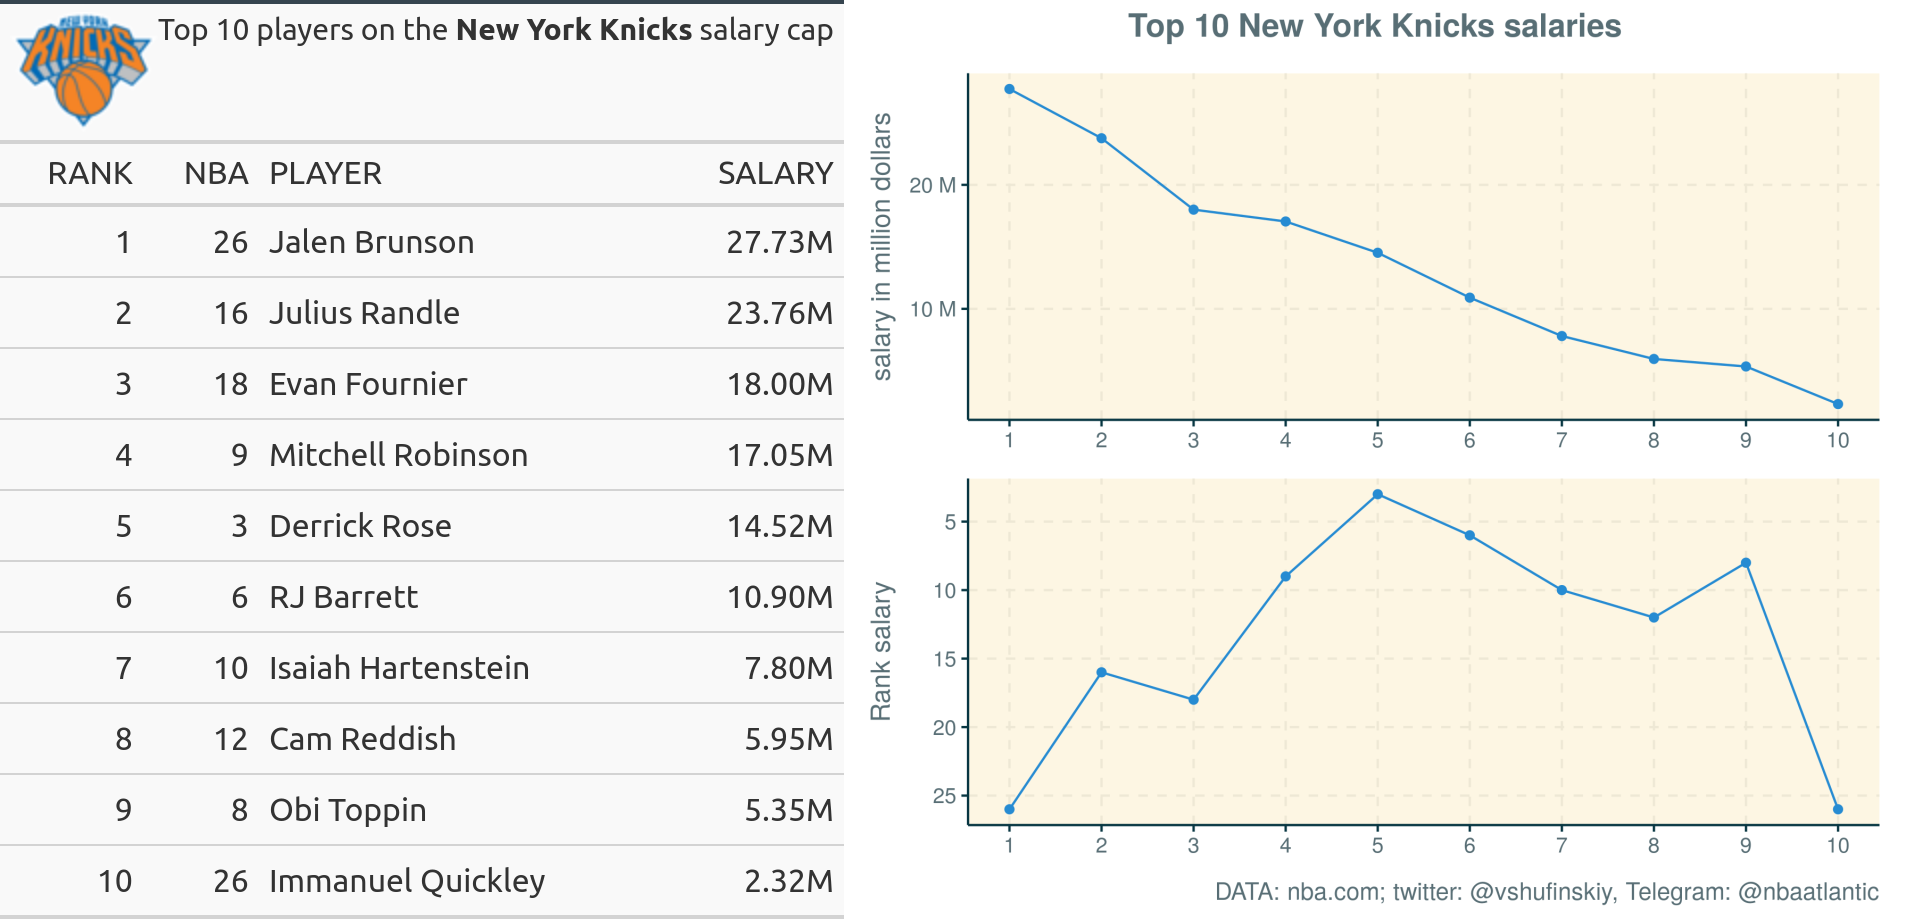 NEW YORK
KNICKS
Top 10 players on the New York Knicks salary cap
RANK NBA PLAYER SALARY
1 26 Jalen Brunson 27.73M
2 16 Julius Randle 23.76M
3 18 Evan Fournier 18.00M
4 9 Mitchell Robinson 17.05M
5 3 Derrick Rose 14.52M
6 6 RJ Barrett 10.90M
7 10 Isaiah Hartenstein 7.80M
8 12 Cam Reddish 5.95M
9 8 Obi Toppin 5.35M
10 26 Immanuel Quickley 2.32M
Top 10 New York Knicks salaries
salary in million dollars
20 M
10 M
1 2 3 4 5 6 7 8 9 10
Rank salary
5
10
15
20
25
1 2 3 4 5 6 7 8 9 10
DATA: nba.com; twitter: @vshufinskiy, Telegram: @nbaatlantic